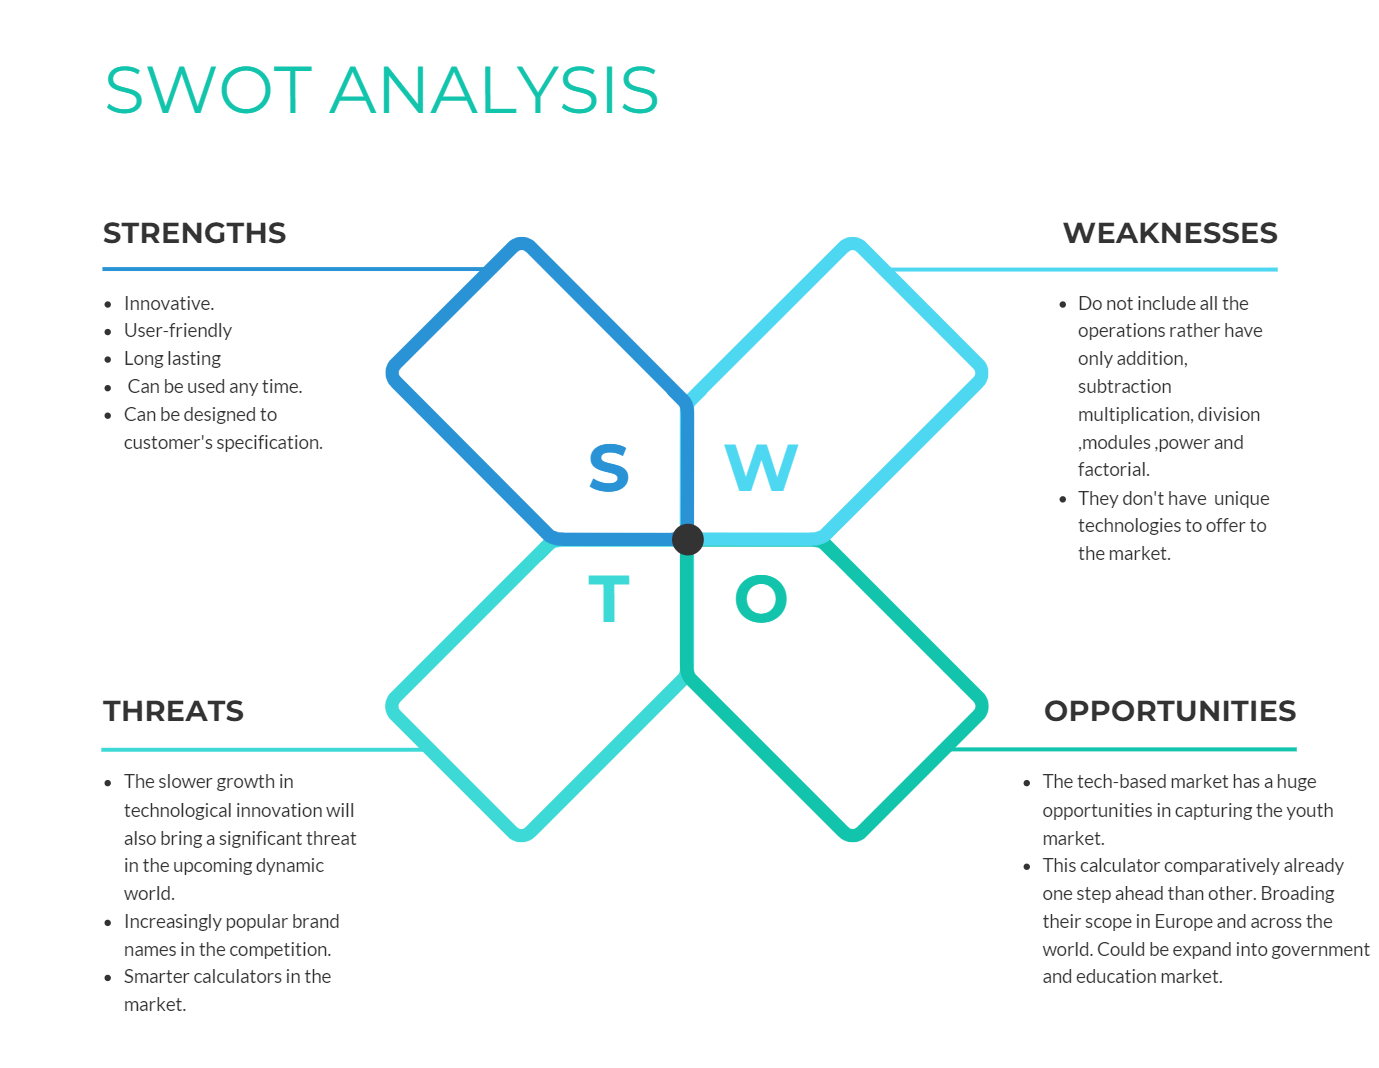 SWOT ANALYSIS
STRENGTHS
Innovative.
User-friendly
Long lasting
Can be used any time.
Can be designed to
customer's specification.
WEAKNESSES
Do not include all the
operations rather have
only addition,
subtraction
multiplication, division
,modules ,power and
factorial.
They don't have  unique
technologies to offer to
the market.
S
W
T
O
THREATS
The slower growth in
technological innovation will
also bring a significant threat
in the upcoming dynamic
world.
Increasingly popular brand
names in the competition.
Smarter calculators in the
market.
OPPORTUNITIES
The tech-based market has a huge
opportunities in capturing the youth
market.
This calculator comparatively already
one step ahead than other. Broading
their scope in Europe and across the
world. Could be expand into government
and education market.